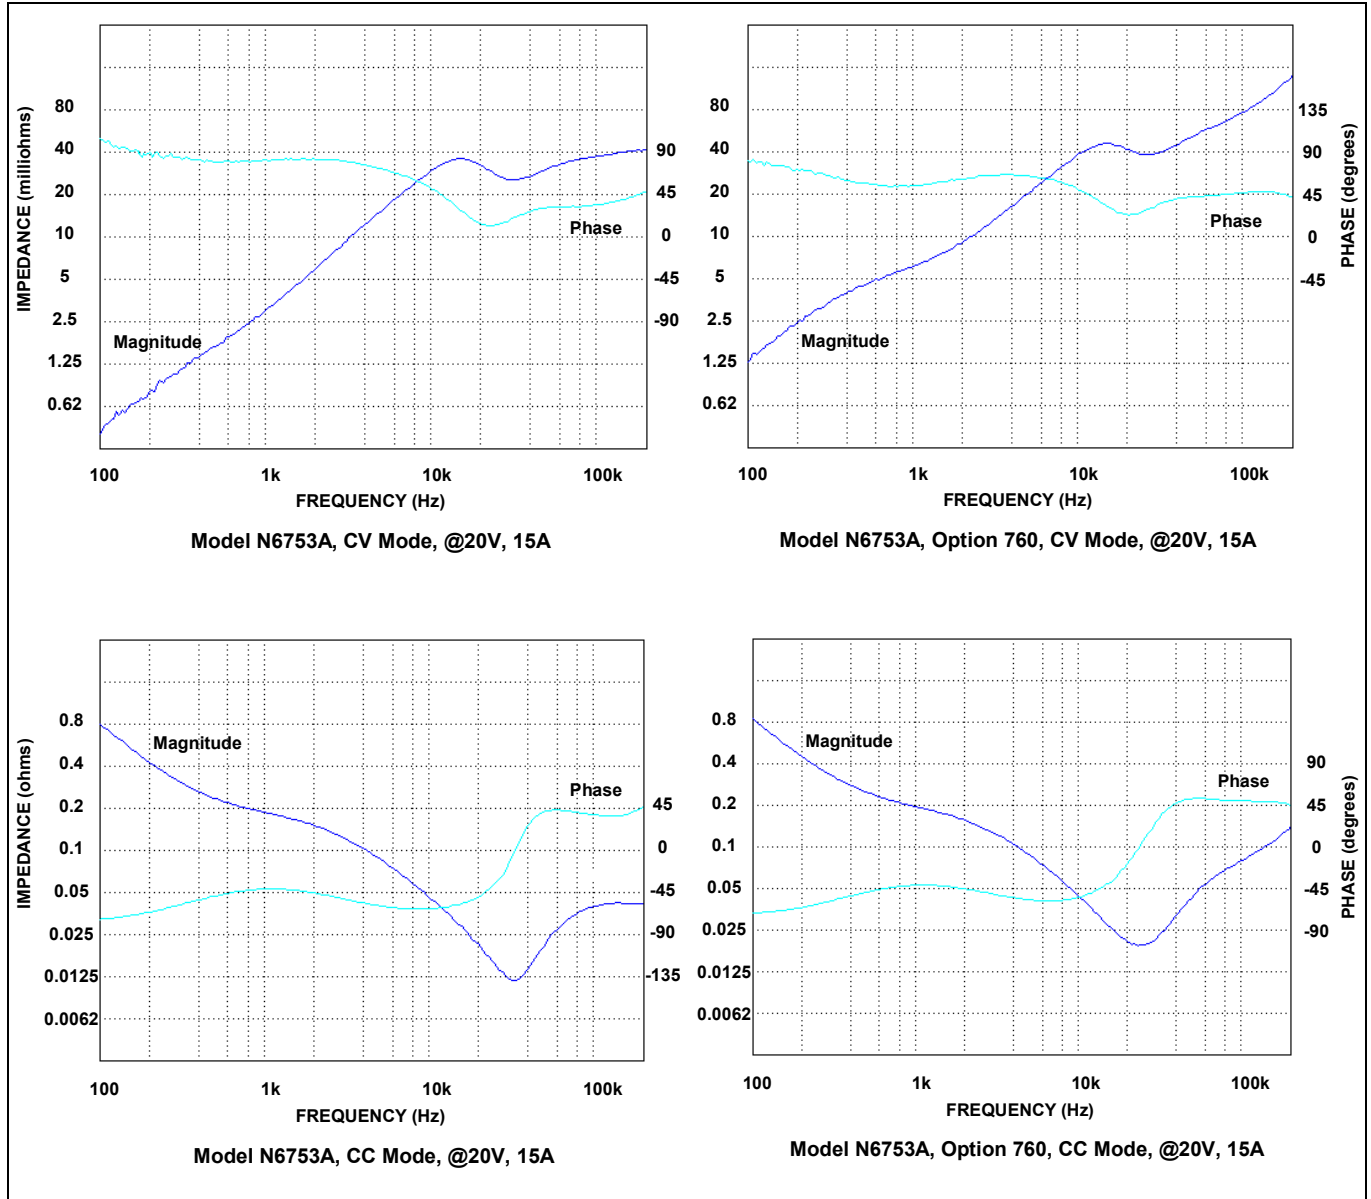 IMPEDANCE (milliohms)
80
40
20
10
5
2.5
1.25
0.62
90
45
0
-45
-90
Phase
Magnitude
100 1k 10k 100k
FREQUENCY (Hz)
Model N6753A, CV Mode, @20V, 15A
80
40
20
10
5
2.5
1.25
0.62
135
90
45
0
-45
PHASE (degrees)
Phase
Magnitude
100 1k 10k 100k
FREQUENCY (Hz)
Model N6753A, Option 760, CV Mode, @20V, 15A
IMPEDANCE (ohms)
0.8
0.4
0.2
0.1
0.05
0.025
0.0125
0.0062
45
0
-45
-90
-135
Magnitude
Phase
100 1k 10k 100k
FREQUENCY (Hz)
Model N6753A, CC Mode, @20V, 15A
0.8
0.4
0.2
0.1
0.05
0.025
0.0125
0.0062
90
45
0
-45
-90
PHASE (degrees)
Magnitude
Phase
100 1k 10k 100k
FREQUENCY (Hz)
Model N6753A, Option 760, CC Mode, @20V, 15A